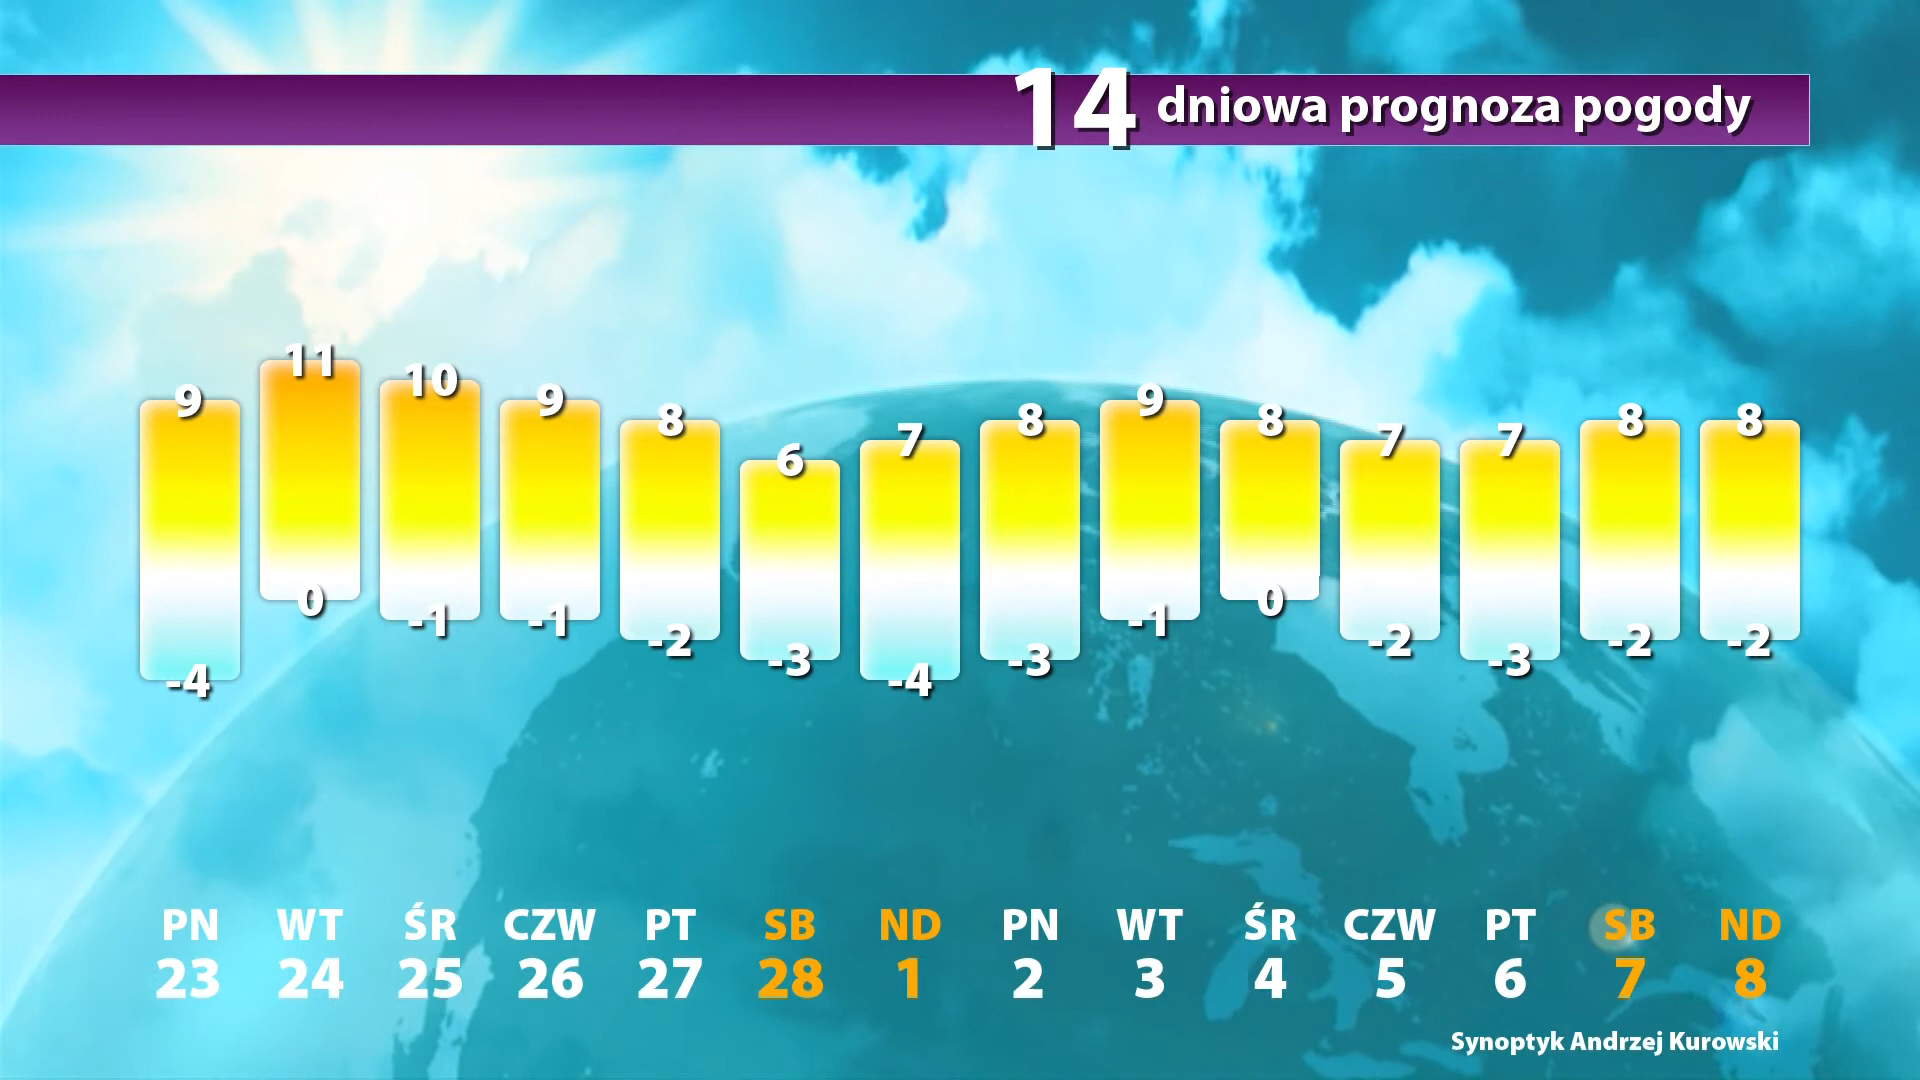 14 dniowa prognoza pogody
9 11 10 9 8 6 7 8 9 8 7 7 8 8
-4 0 -1 -1 -2 -3 -4 -3 -1 0 -2 -3 -2 -2
PN WT ŚR CZW PT SB ND PN WT ŚR CZW PT SB ND
23 24 25 26 27 28 1 2 3 4 5 6 7 8
Synoptyk Andrzej Kurowski